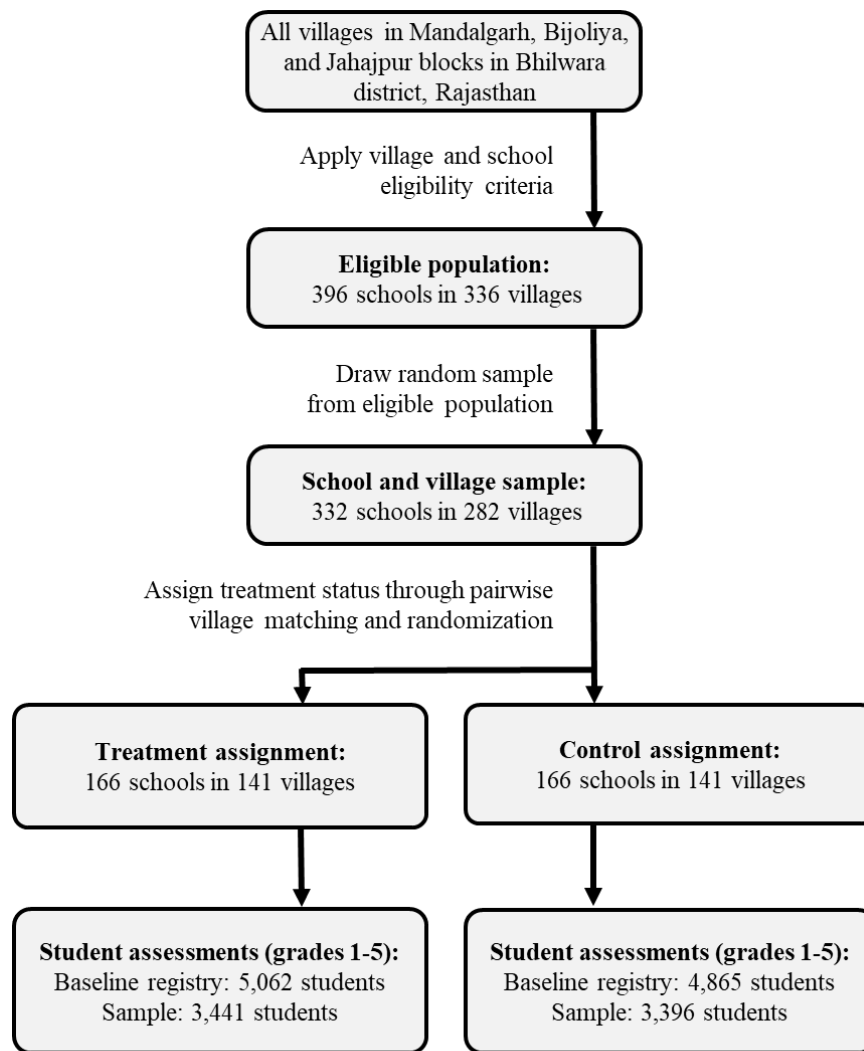 All villages in Mandalgarh, Bijoliya,
and Jahajpur blocks in Bhilwara
district, Rajasthan
Apply village and school
eligibility criteria
Eligible population:
396 schools in 336 villages
Draw random sample
from eligible population
School and village sample:
332 schools in 282 villages
Assign treatment status through pairwise
village matching and randomization
Treatment assignment:
166 schools in 141 villages
Control assignment:
166 schools in 141 villages
Student assessments (grades 1-5):
Baseline registry: 5,062 students
Sample: 3,441 students
Student assessments (grades 1-5):
Baseline registry: 4,865 students
Sample: 3,396 students